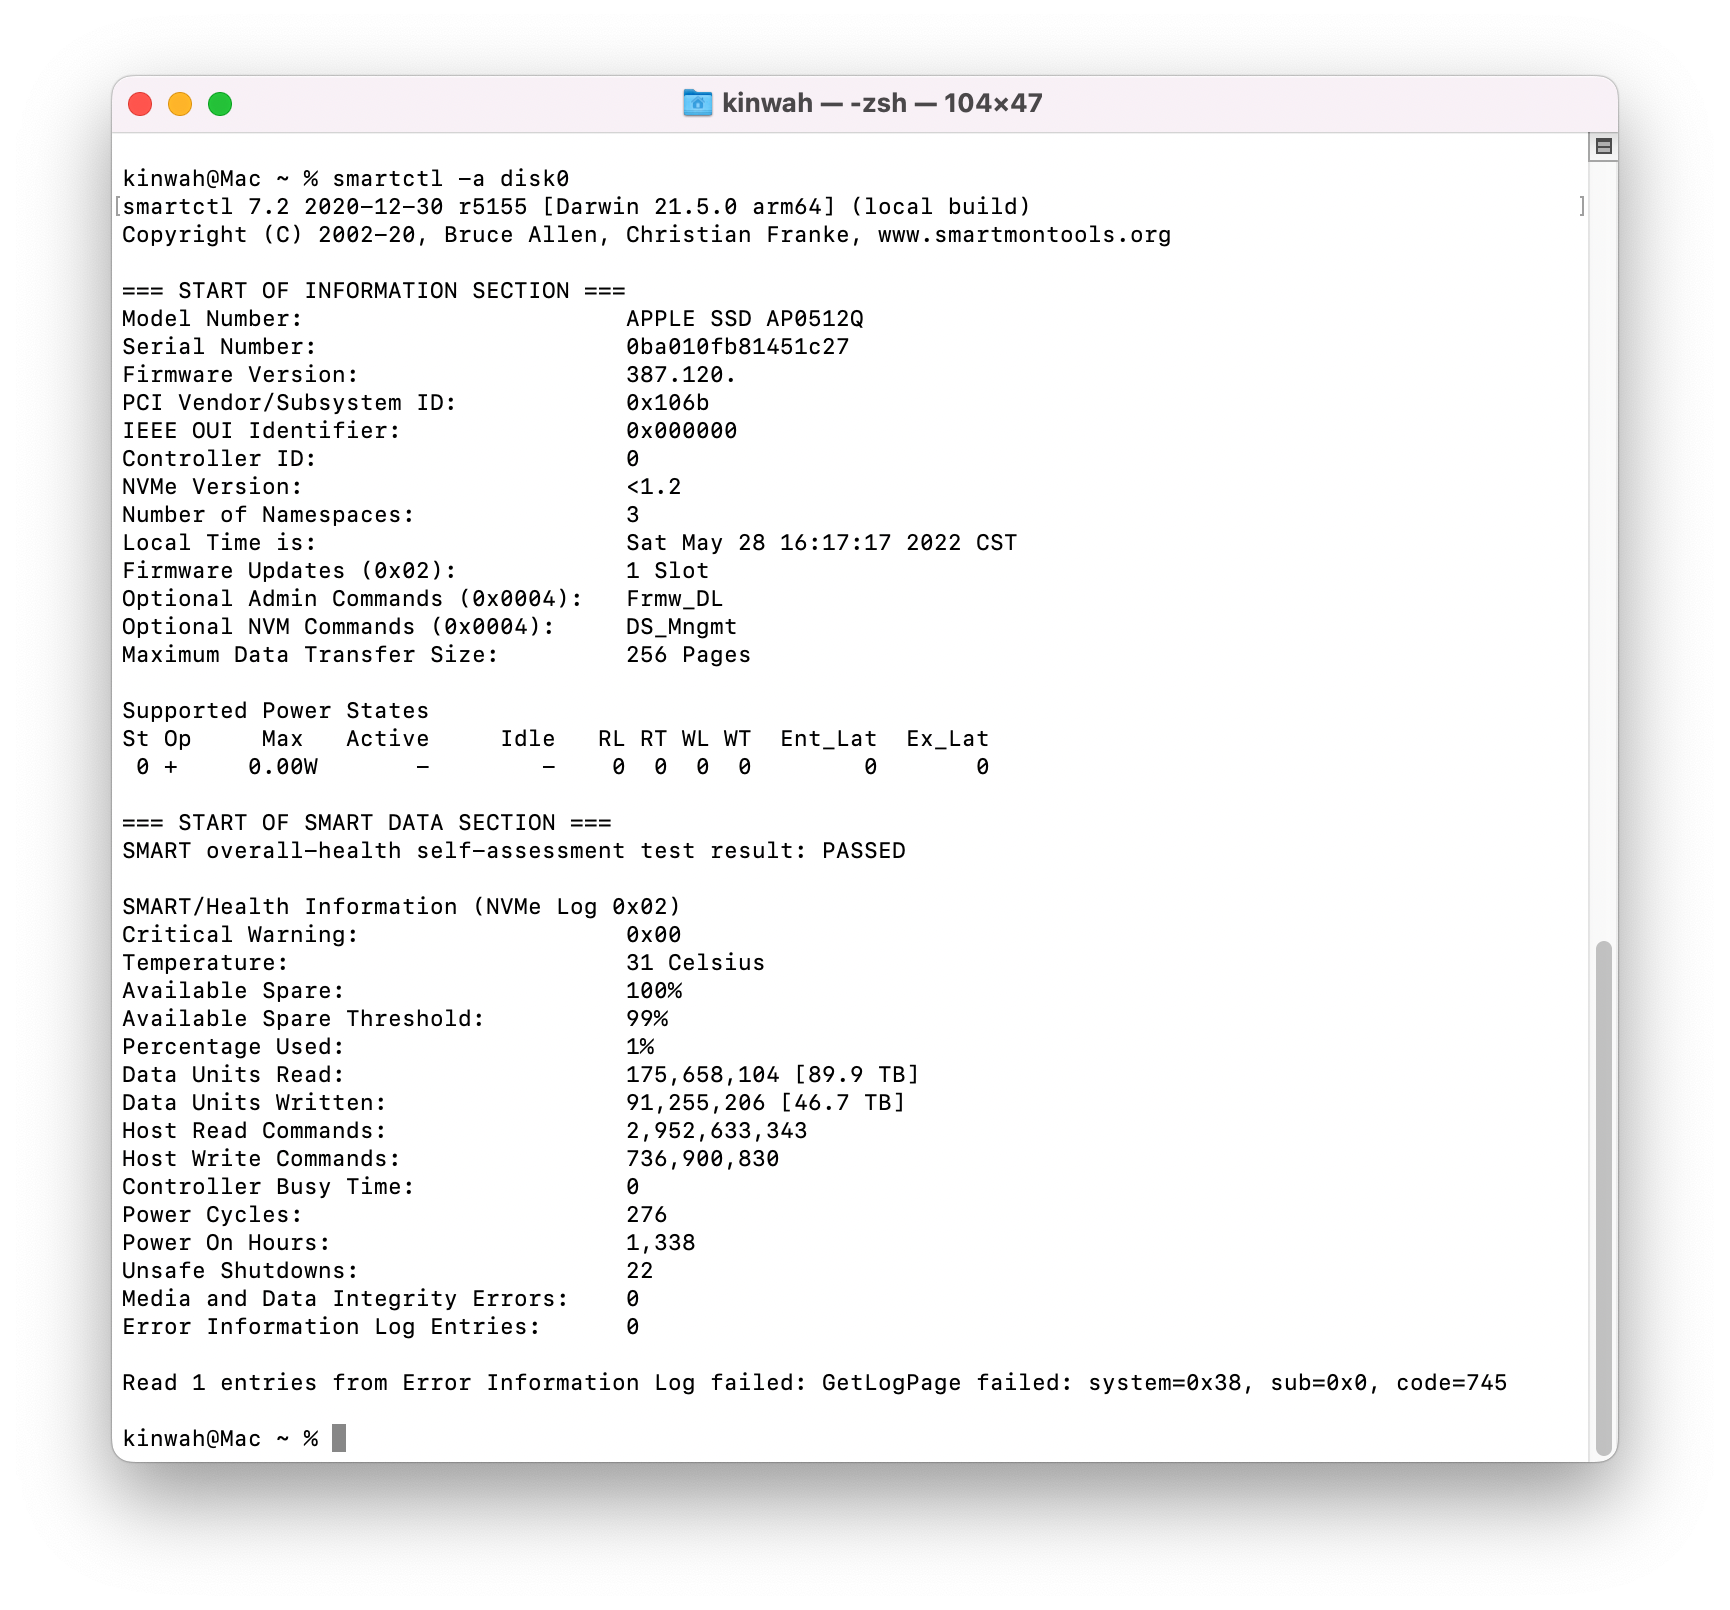 kinwah — -zsh — 104×47
kinwah@Mac ~ % smartctl -a disk0
[smartctl 7.2 2020-12-30 r5155 [Darwin 21.5.0 arm64] (local build) ]
Copyright (C) 2002-20, Bruce Allen, Christian Franke, www.smartmontools.org

=== START OF INFORMATION SECTION ===
Model Number:                       APPLE SSD AP0512Q
Serial Number:                      0ba010fb81451c27
Firmware Version:                   387.120.
PCI Vendor/Subsystem ID:            0x106b
IEEE OUI Identifier:                0x000000
Controller ID:                      0
NVMe Version:                       <1.2
Number of Namespaces:               3
Local Time is:                      Sat May 28 16:17:17 2022 CST
Firmware Updates (0x02):            1 Slot
Optional Admin Commands (0x0004):   Frmw_DL
Optional NVM Commands (0x0004):     DS_Mngmt
Maximum Data Transfer Size:         256 Pages

Supported Power States
St Op     Max   Active     Idle   RL RT WL WT  Ent_Lat  Ex_Lat
 0 +     0.00W       -        -    0  0  0  0        0       0

=== START OF SMART DATA SECTION ===
SMART overall-health self-assessment test result: PASSED

SMART/Health Information (NVMe Log 0x02)
Critical Warning:                   0x00
Temperature:                        31 Celsius
Available Spare:                    100%
Available Spare Threshold:          99%
Percentage Used:                    1%
Data Units Read:                    175,658,104 [89.9 TB]
Data Units Written:                 91,255,206 [46.7 TB]
Host Read Commands:                 2,952,633,343
Host Write Commands:                736,900,830
Controller Busy Time:               0
Power Cycles:                       276
Power On Hours:                     1,338
Unsafe Shutdowns:                   22
Media and Data Integrity Errors:    0
Error Information Log Entries:      0

Read 1 entries from Error Information Log failed: GetLogPage failed: system=0x38, sub=0x0, code=745

kinwah@Mac ~ %